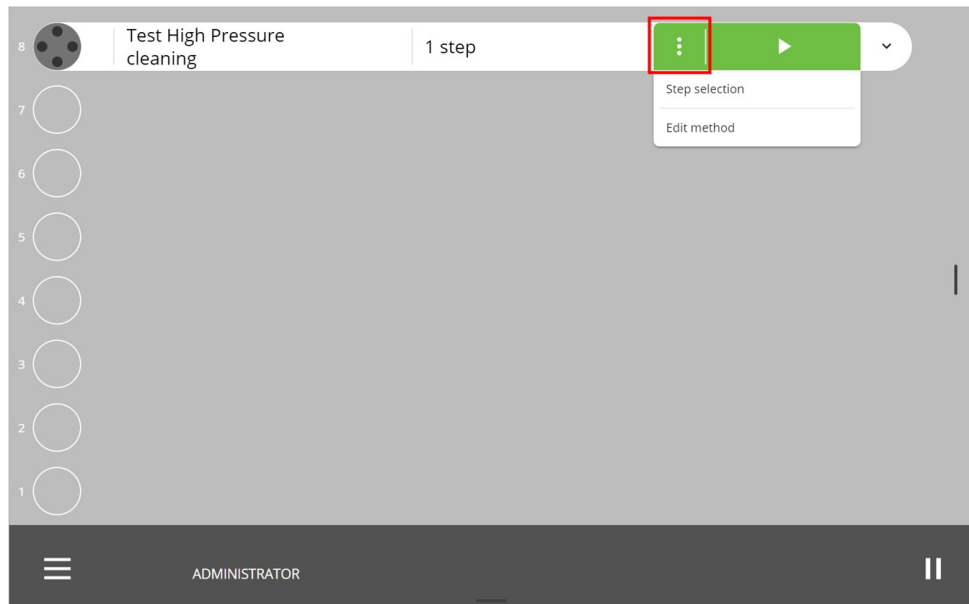 8
Test High Pressure
cleaning
1 step
Step selection
Edit method
7
6
5
4
3
2
1
ADMINISTRATOR